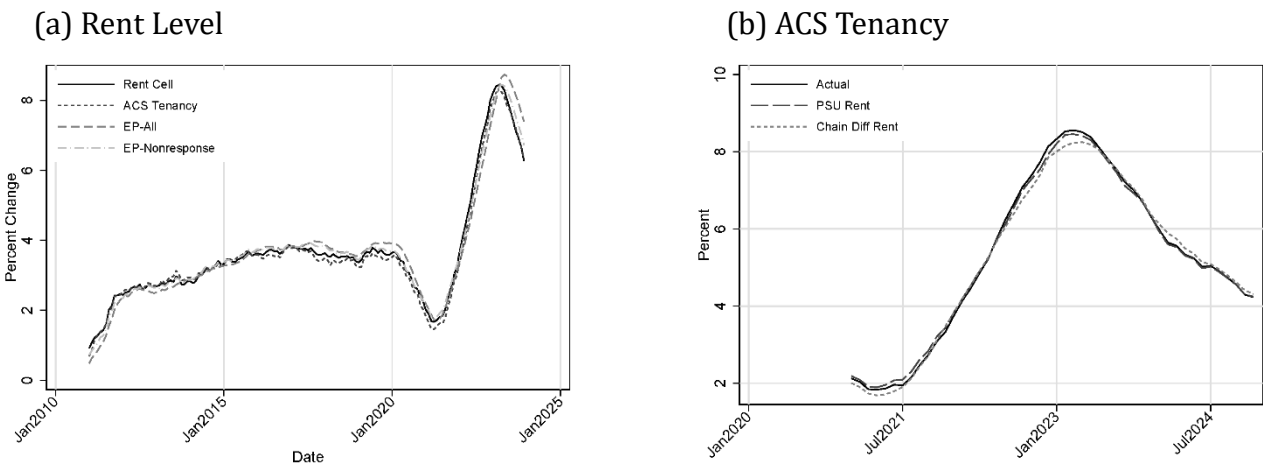 (a) Rent Level
Rent Cell
ACS Tenancy
EP-All
EP-Nonresponse
Percent Change
8
6
4
2
0
Jan2010
Jan2015
Jan2020
Jan2025
Date
(b) ACS Tenancy
Actual
PSU Rent
Chain Diff Rent
Percent
10
8
6
4
2
Jan2020
Jul2021
Jan2023
Jul2024